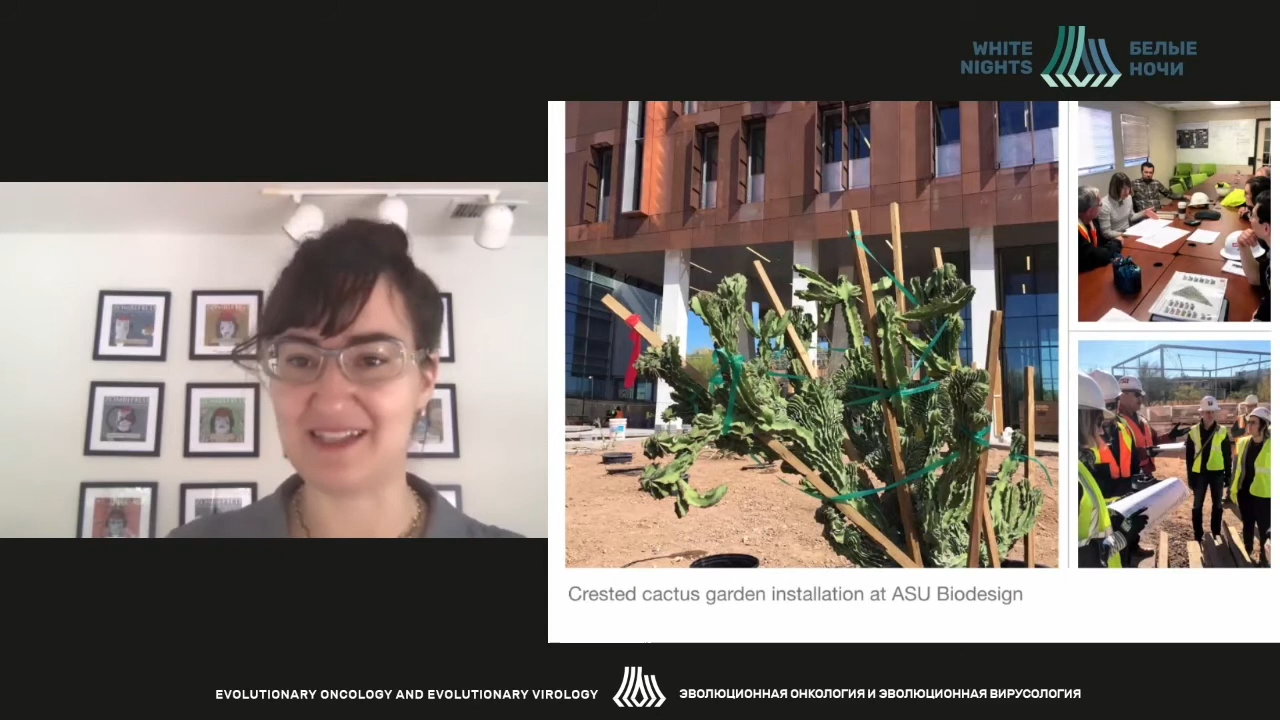 WHITE
NIGHTS
БЕЛЫЕ
НОЧИ
Crested cactus garden installation at ASU Biodesign
EVOLUTIONARY ONCOLOGY AND EVOLUTIONARY VIROLOGY
ЭВОЛЮЦИОННАЯ ОНКОЛОГИЯ И ЭВОЛЮЦИОННАЯ ВИРУСОЛОГИЯ